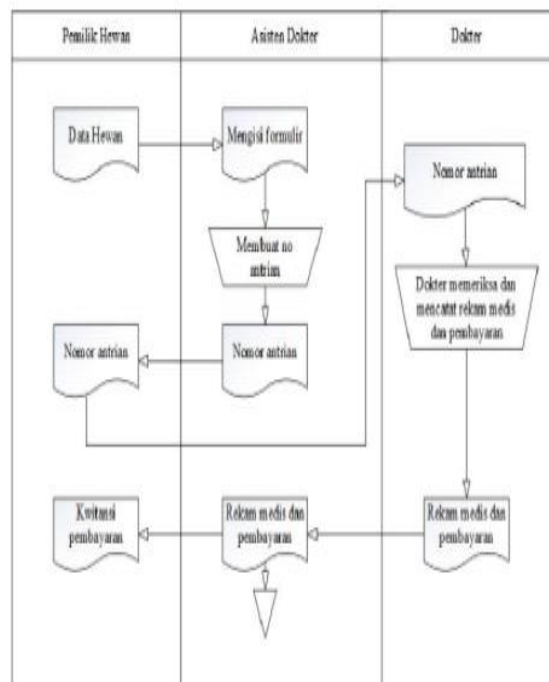 Pemilik Hewan
Asisten Dokter
Dokter
Data Hewan
Mengisi formulir
Nomor antrian
Membuat no
antrian
Dokter memeriksa dan
mencatat rekam medis
dan pembayaran
Nomor antrian
Nomor antrian
Kwitansi
pembayaran
Rekam medis dan
pembayaran
Rekam medis dan
pembayaran